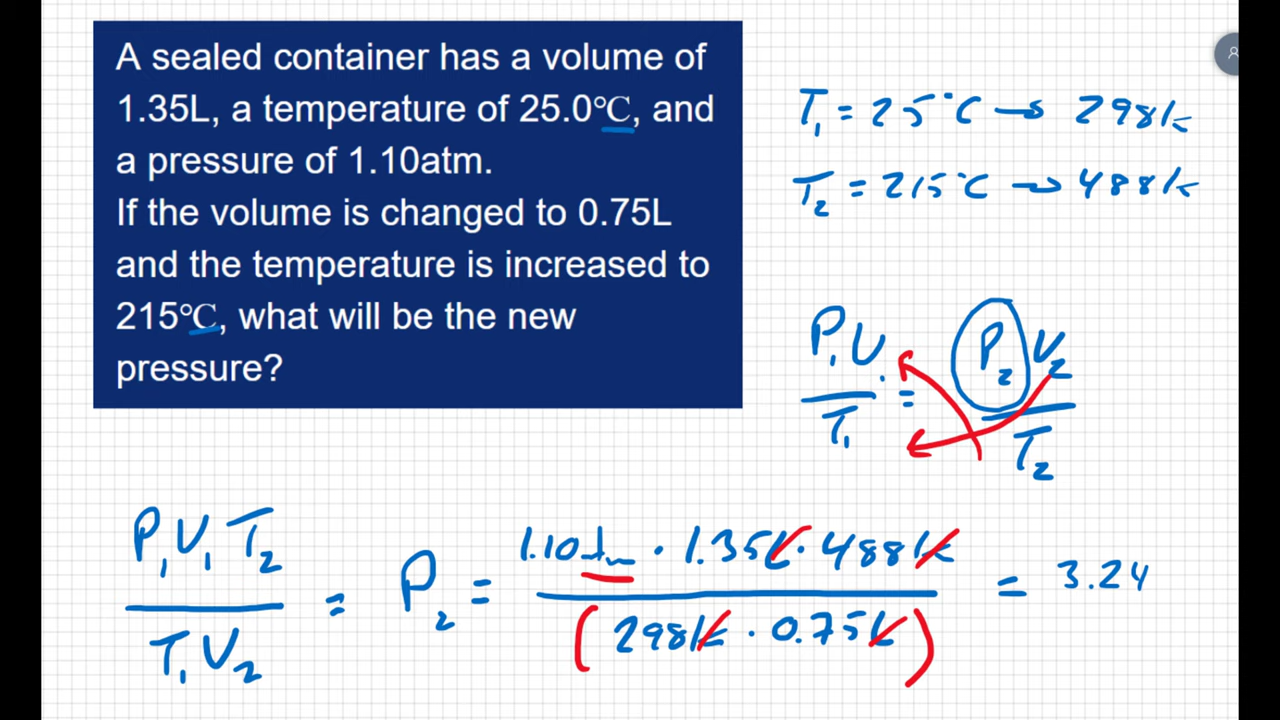 A sealed container has a volume of
1.35L, a temperature of 25.0℃, and
a pressure of 1.10atm.
If the volume is changed to 0.75L
and the temperature is increased to
215℃, what will be the new
pressure?
T₁ = 25°C → 298k
T₂ = 215°C → 488k
P₁V₁ = P₂V₂
T₁ T₂
P₁V₁T₂ = P₂ = 1.10atm · 1.35L · 488k = 3.24
T₁V₂ (298k · 0.75L)